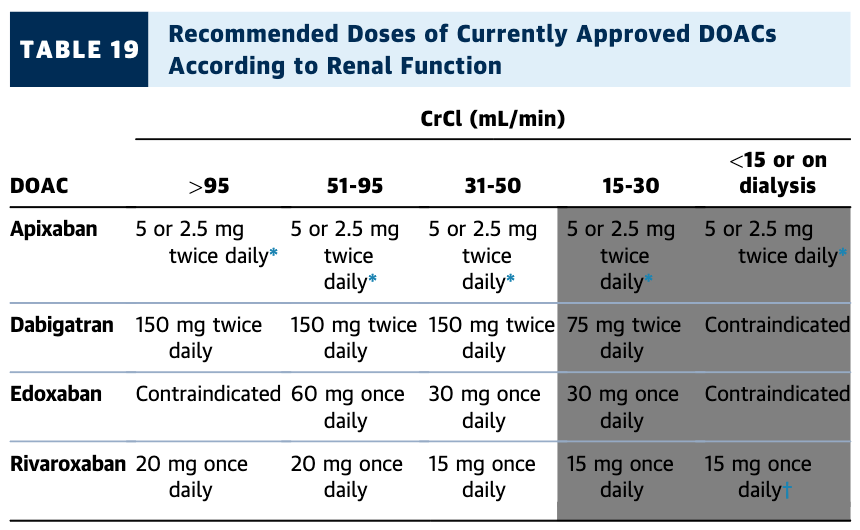 TABLE 19
Recommended Doses of Currently Approved DOACs
According to Renal Function
CrCl (mL/min)
DOAC >95 51-95 31-50 15-30 <15 or on
dialysis
Apixaban 5 or 2.5 mg 5 or 2.5 mg 5 or 2.5 mg 5 or 2.5 mg 5 or 2.5 mg
twice daily* twice twice twice twice daily*
daily* daily* daily*
Dabigatran 150 mg twice 150 mg twice 150 mg twice 75 mg twice Contraindicated
daily daily daily daily
Edoxaban Contraindicated 60 mg once 30 mg once 30 mg once Contraindicated
daily daily daily
Rivaroxaban 20 mg once 20 mg once 15 mg once 15 mg once 15 mg once
daily daily daily daily daily†